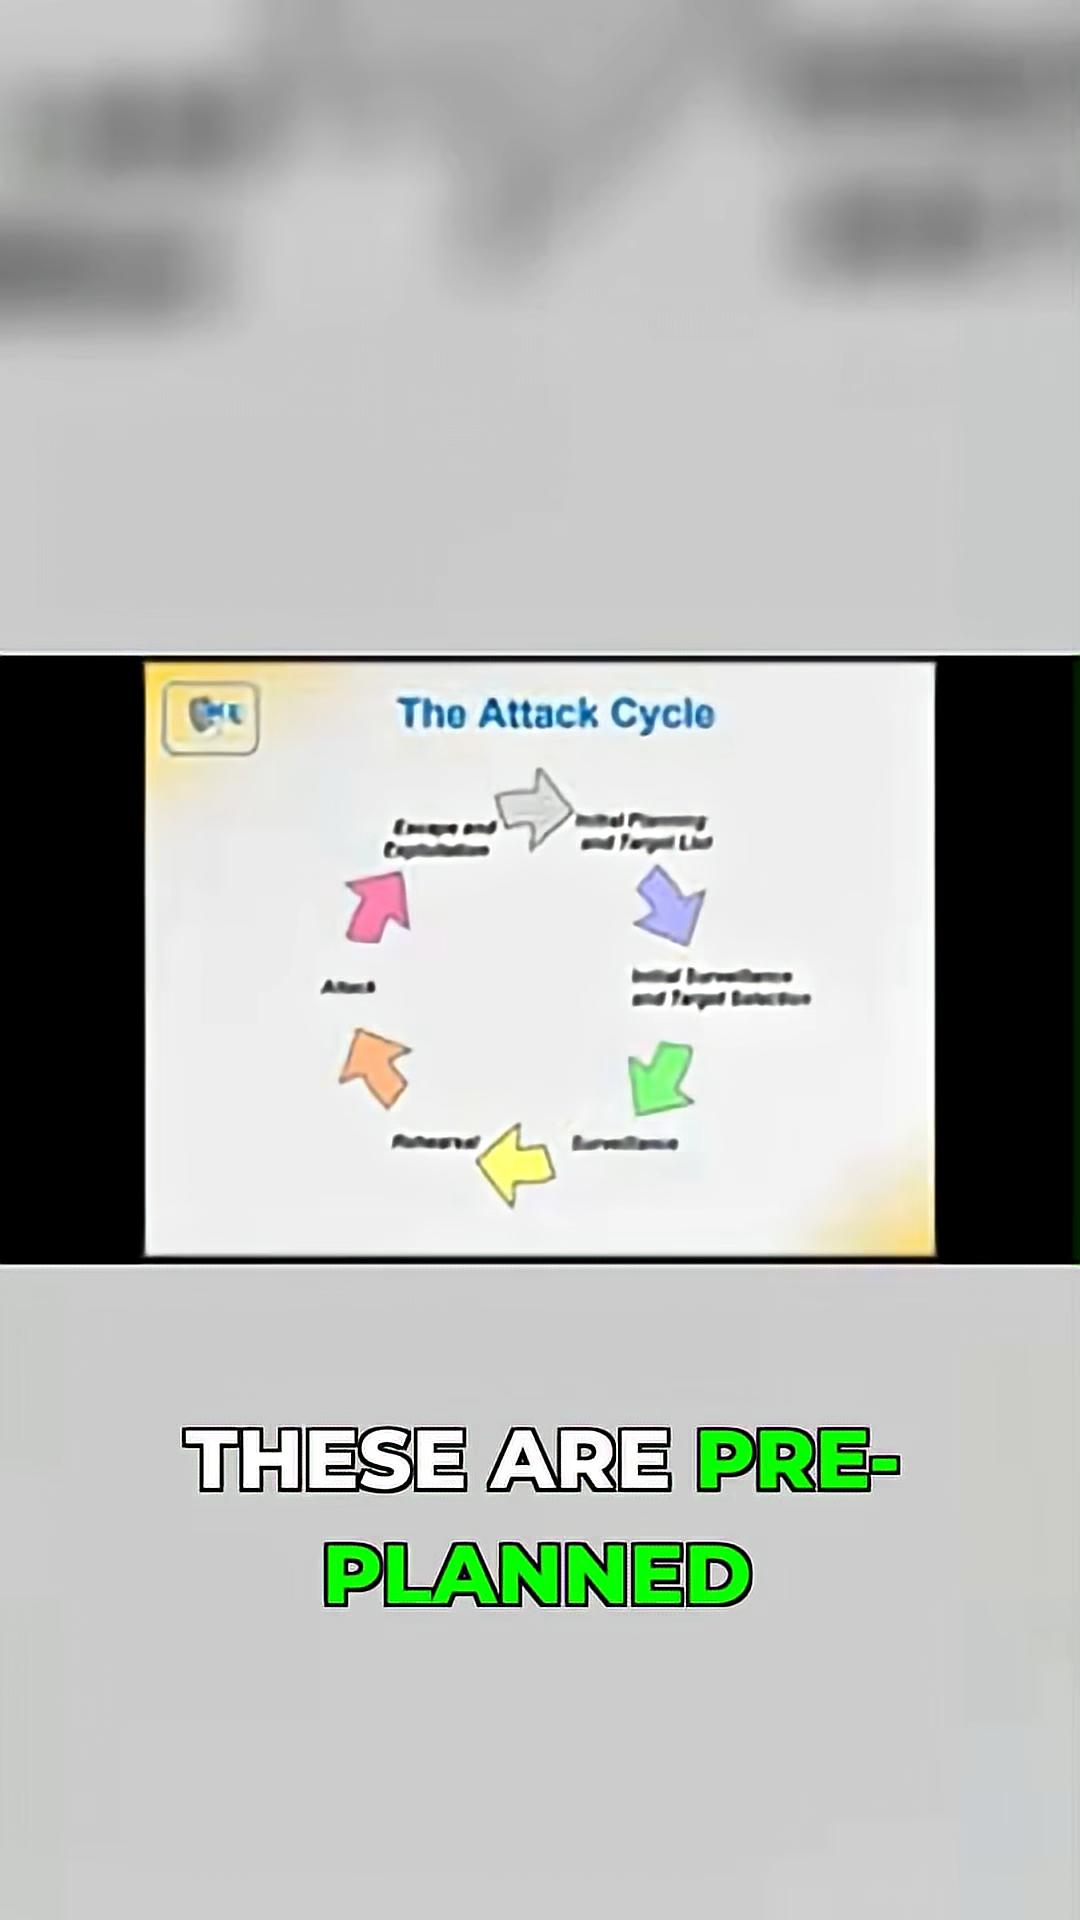 The Attack Cycle
Escape and
Exploitation
Initial Planning
and Target List
Initial Surveillance
and Target Selection
Attack
Rehearsal
Surveillance
THESE ARE PRE-
PLANNED